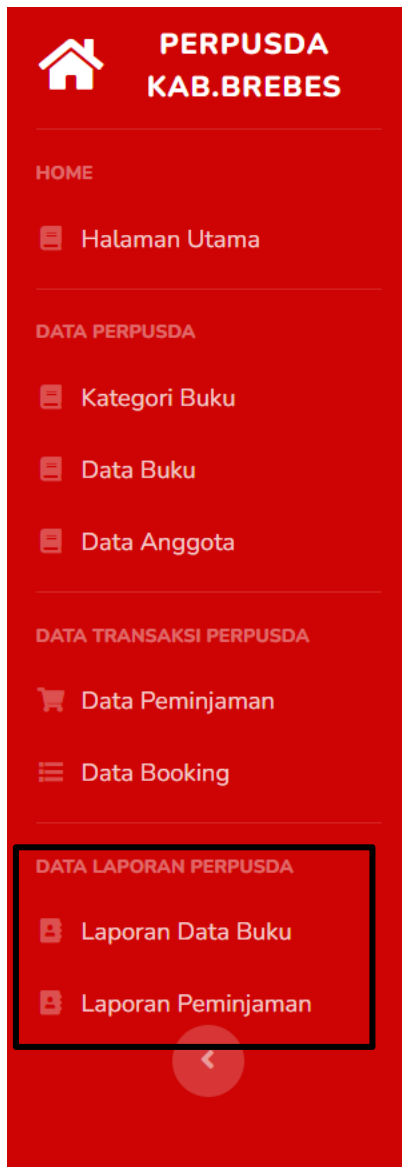 PERPUSDA
KAB.BREBES
HOME
Halaman Utama
DATA PERPUSDA
Kategori Buku
Data Buku
Data Anggota
DATA TRANSAKSI PERPUSDA
Data Peminjaman
Data Booking
DATA LAPORAN PERPUSDA
Laporan Data Buku
Laporan Peminjaman